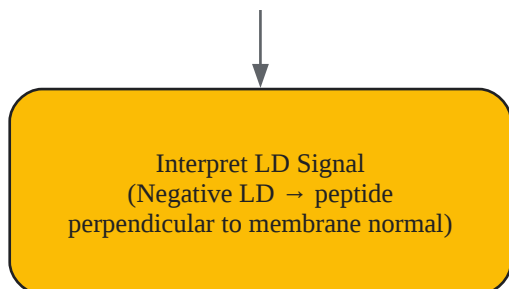 Interpret LD Signal
(Negative LD → peptide
perpendicular to membrane normal)